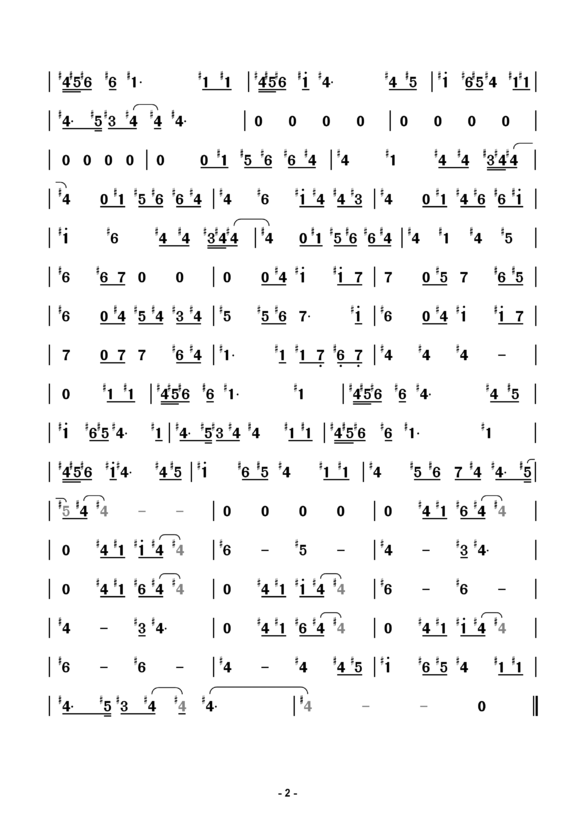 | ♯4♯5♯6 ♯6 ♯1· ♯1 ♯1 | ♯4♯5♯6 ♯i ♯4· ♯4 ♯5 | ♯i ♯6♯5♯4 ♯1♯1 |
| ♯4· ♯5♯3 ♯4 ♯4 ♯4· | 0 0 0 0 | 0 0 0 0 |
| 0 0 0 0 | 0 0 ♯1 ♯5 ♯6 ♯6 ♯4 | ♯4 ♯1 ♯4 ♯4 ♯3♯4♯4 |
| ♯4 0 ♯1 ♯5 ♯6 ♯6 ♯4 | ♯4 ♯6 ♯i ♯4 ♯4 ♯3 | ♯4 0 ♯1 ♯4 ♯6 ♯6 ♯i |
| ♯i ♯6 ♯4 ♯4 ♯3♯4♯4 | ♯4 0 ♯1 ♯5 ♯6 ♯6 ♯4 | ♯4 ♯1 ♯4 ♯5 |
| ♯6 ♯6 7 0 0 | 0 0 ♯4 ♯i ♯i 7 | 7 0 ♯5 7 ♯6 ♯5 |
| ♯6 0 ♯4 ♯5 ♯4 ♯3 ♯4 | ♯5 ♯5 ♯6 7· ♯i | ♯6 0 ♯4 ♯i ♯i 7 |
| 7 0 7 7 ♯6 ♯4 | ♯1· ♯1 ♯1 7̣ ♯6̣ 7̣ | ♯4 ♯4 ♯4 – |
| 0 ♯1 ♯1 | ♯4♯5♯6 ♯6 ♯1· ♯1 | ♯4♯5♯6 ♯6 ♯4· ♯4 ♯5 |
| ♯i ♯6♯5♯4· ♯1 | ♯4· ♯5♯3 ♯4 ♯4 ♯1 ♯1 | ♯4♯5♯6 ♯6 ♯1· ♯1 |
| ♯4♯5♯6 ♯i♯4· ♯4♯5 | ♯i ♯6 ♯5 ♯4 ♯1 ♯1 | ♯4 ♯5 ♯6 7 ♯4 ♯4· ♯5 |
| ♯5 ♯4 ♯4 – – | 0 0 0 0 | 0 ♯4 ♯1 ♯6 ♯4 ♯4 |
| 0 ♯4 ♯1 ♯i ♯4 ♯4 | ♯6 – ♯5 – | ♯4 – ♯3 ♯4· |
| 0 ♯4 ♯1 ♯6 ♯4 ♯4 | 0 ♯4 ♯1 ♯i ♯4 ♯4 | ♯6 – ♯6 – |
| ♯4 – ♯3 ♯4· | 0 ♯4 ♯1 ♯6 ♯4 ♯4 | 0 ♯4 ♯1 ♯i ♯4 ♯4 |
| ♯6 – ♯6 – | ♯4 – ♯4 ♯4 ♯5 | ♯i ♯6 ♯5 ♯4 ♯1 ♯1 |
| ♯4· ♯5 ♯3 ♯4 ♯4 ♯4· | ♯4 – – 0 ‖
- 2 -